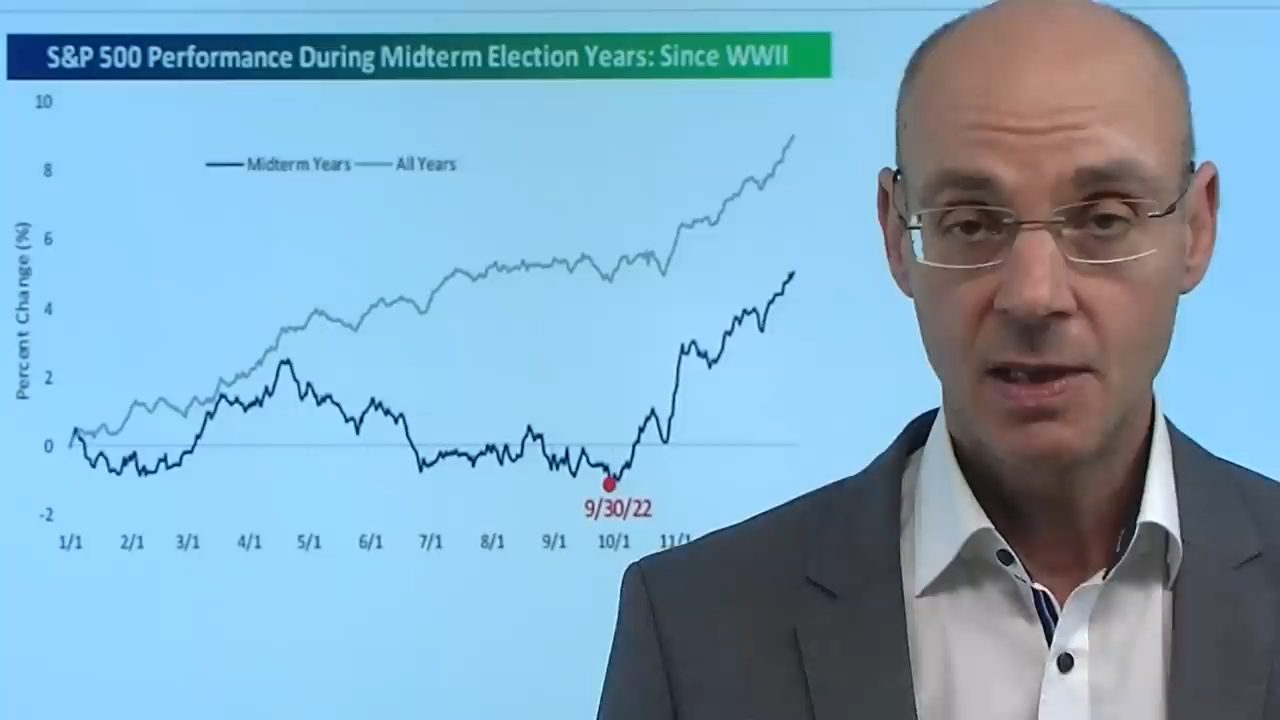 S&P 500 Performance During Midterm Election Years: Since WWII
10
Midterm Years All Years
8
6
4
2
0
-2
Percent Change (%)
9/30/22
1/1 2/1 3/1 4/1 5/1 6/1 7/1 8/1 9/1 10/1 11/1